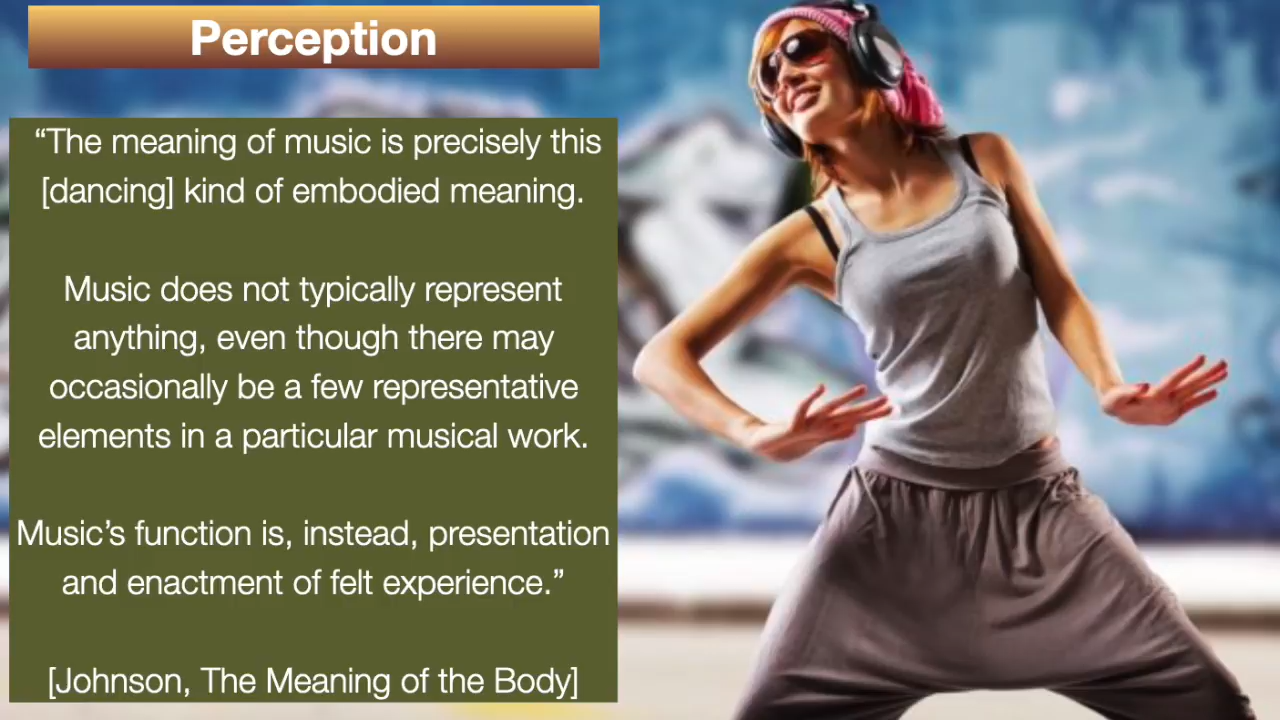 Perception
“The meaning of music is precisely this
[dancing] kind of embodied meaning.
Music does not typically represent
anything, even though there may
occasionally be a few representative
elements in a particular musical work.
Music’s function is, instead, presentation
and enactment of felt experience.”
[Johnson, The Meaning of the Body]